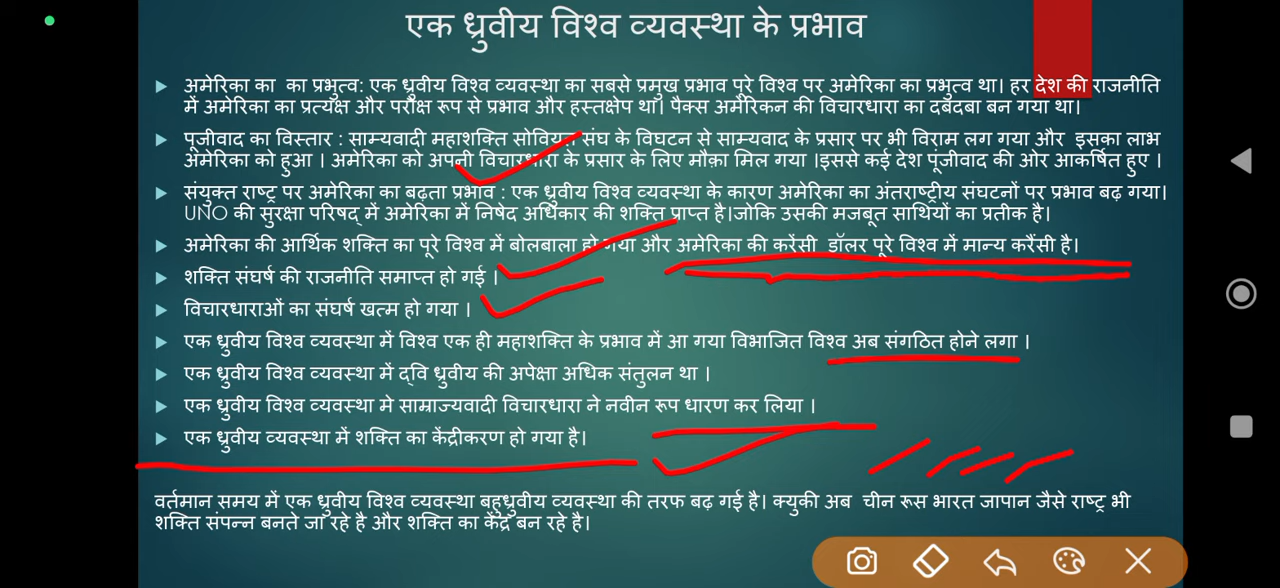 एक ध्रुवीय विश्व व्यवस्था के प्रभाव
अमेरिका का का प्रभुत्व: एक ध्रुवीय विश्व व्यवस्था का सबसे प्रमुख प्रभाव पूरे विश्व पर अमेरिका का प्रभुत्व था। हर देश की राजनीति
में अमेरिका का प्रत्यक्ष और परोक्ष रूप से प्रभाव और हस्तक्षेप था। पैक्स अमेरिकन की विचारधारा का दबदबा बन गया था।
पूजीवाद का विस्तार : साम्यवादी महाशक्ति सोवियत संघ के विघटन से साम्यवाद के प्रसार पर भी विराम लग गया और इसका लाभ
अमेरिका को हुआ । अमेरिका को अपनी विचारधारा के प्रसार के लिए मौक़ा मिल गया ।इससे कई देश पूंजीवाद की ओर आकर्षित हुए ।
संयुक्त राष्ट्र पर अमेरिका का बढ़ता प्रभाव : एक ध्रुवीय विश्व व्यवस्था के कारण अमेरिका का अंतराष्ट्रीय संघटनों पर प्रभाव बढ़ गया।
UNO की सुरक्षा परिषद् में अमेरिका में निषेद अधिकार की शक्ति प्राप्त है।जोकि उसकी मजबूत साथियों का प्रतीक है।
अमेरिका की आर्थिक शक्ति का पूरे विश्व में बोलबाला हो गया और अमेरिका की करेंसी डॉलर पूरे विश्व में मान्य करैंसी है।
शक्ति संघर्ष की राजनीति समाप्त हो गई ।
विचारधाराओं का संघर्ष खत्म हो गया ।
एक ध्रुवीय विश्व व्यवस्था में विश्व एक ही महाशक्ति के प्रभाव में आ गया विभाजित विश्व अब संगठित होने लगा ।
एक ध्रुवीय विश्व व्यवस्था में द्वि ध्रुवीय की अपेक्षा अधिक संतुलन था ।
एक ध्रुवीय विश्व व्यवस्था मे साम्राज्यवादी विचारधारा ने नवीन रूप धारण कर लिया ।
एक ध्रुवीय व्यवस्था में शक्ति का केंद्रीकरण हो गया है।
वर्तमान समय में एक ध्रुवीय विश्व व्यवस्था बहुध्रुवीय व्यवस्था की तरफ बढ़ गई है। क्युकी अब चीन रूस भारत जापान जैसे राष्ट्र भी
शक्ति संपन्न बनते जा रहे है और शक्ति का केंद्र बन रहे है।